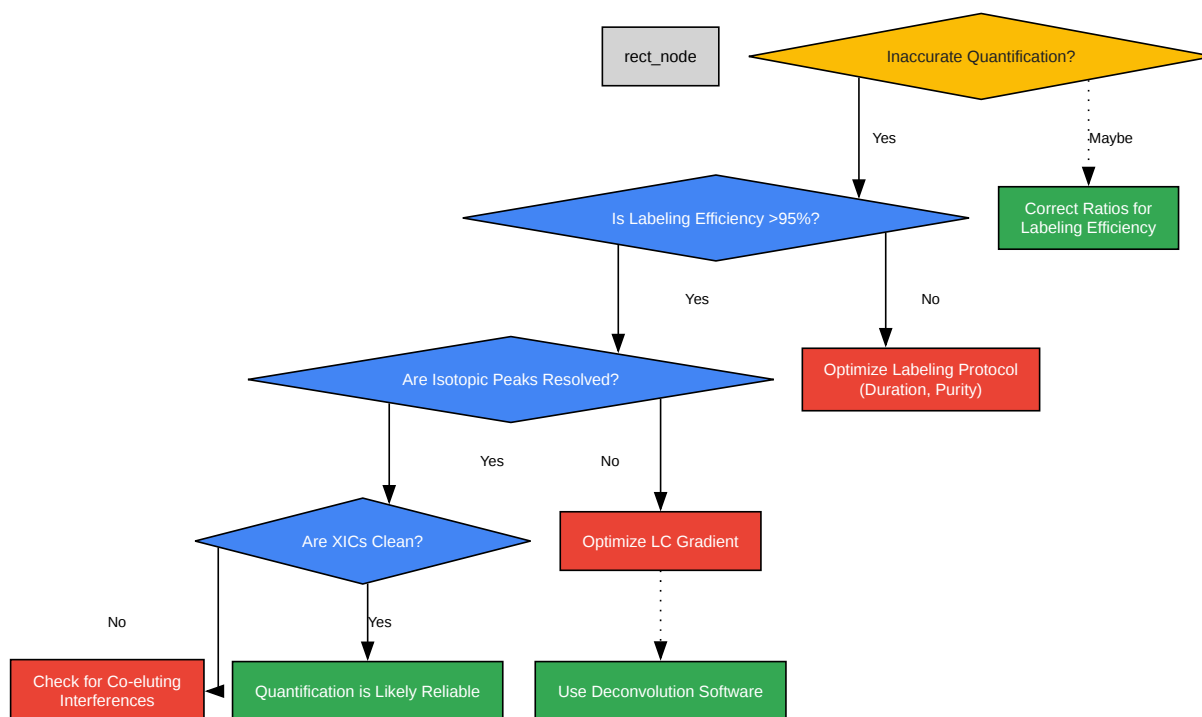 rect_node
Inaccurate Quantification?
Yes
Maybe
Is Labeling Efficiency >95%?
Correct Ratios for
Labeling Efficiency
Yes
No
Are Isotopic Peaks Resolved?
Optimize Labeling Protocol
(Duration, Purity)
Yes
No
Are XICs Clean?
Optimize LC Gradient
No
Yes
Check for Co-eluting
Interferences
Quantification is Likely Reliable
Use Deconvolution Software